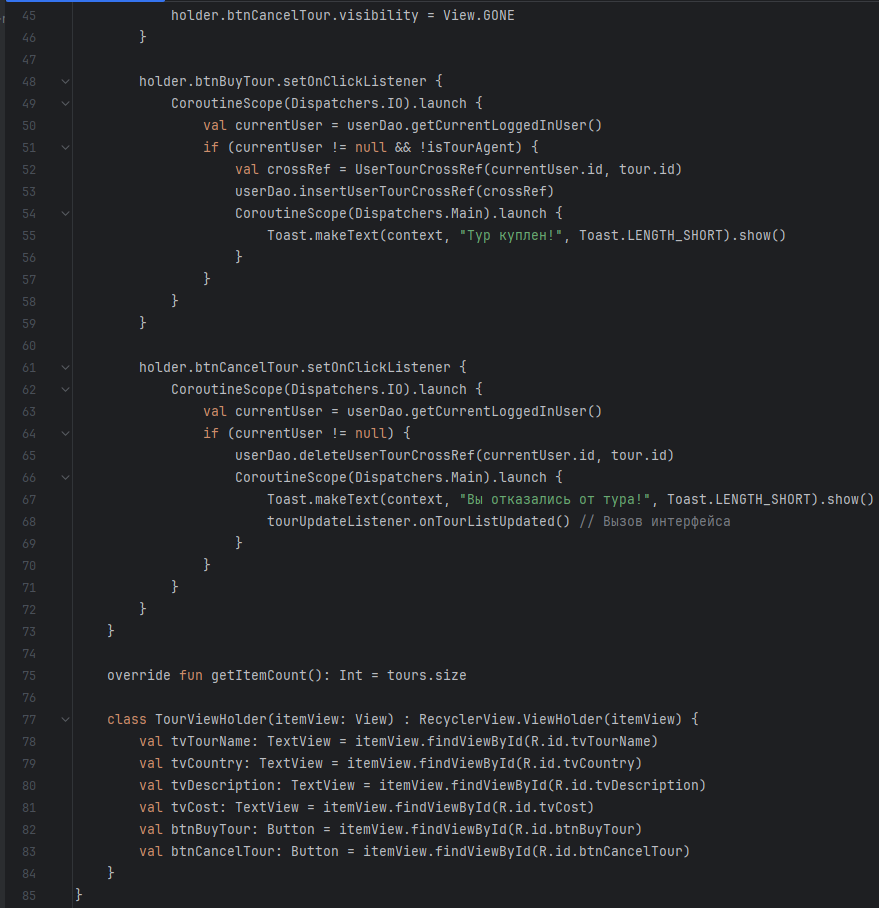 45 holder.btnCancelTour.visibility = View.GONE
46 }
47
48 holder.btnBuyTour.setOnClickListener {
49 CoroutineScope(Dispatchers.IO).launch {
50 val currentUser = userDao.getCurrentLoggedInUser()
51 if (currentUser != null && !isTourAgent) {
52 val crossRef = UserTourCrossRef(currentUser.id, tour.id)
53 userDao.insertUserTourCrossRef(crossRef)
54 CoroutineScope(Dispatchers.Main).launch {
55 Toast.makeText(context, "Тур куплен!", Toast.LENGTH_SHORT).show()
56 }
57 }
58 }
59 }
60
61 holder.btnCancelTour.setOnClickListener {
62 CoroutineScope(Dispatchers.IO).launch {
63 val currentUser = userDao.getCurrentLoggedInUser()
64 if (currentUser != null) {
65 userDao.deleteUserTourCrossRef(currentUser.id, tour.id)
66 CoroutineScope(Dispatchers.Main).launch {
67 Toast.makeText(context, "Вы отказались от тура!", Toast.LENGTH_SHORT).show()
68 tourUpdateListener.onTourListUpdated() // Вызов интерфейса
69 }
70 }
71 }
72 }
73 }
74
75 override fun getItemCount(): Int = tours.size
76
77 class TourViewHolder(itemView: View) : RecyclerView.ViewHolder(itemView) {
78 val tvTourName: TextView = itemView.findViewById(R.id.tvTourName)
79 val tvCountry: TextView = itemView.findViewById(R.id.tvCountry)
80 val tvDescription: TextView = itemView.findViewById(R.id.tvDescription)
81 val tvCost: TextView = itemView.findViewById(R.id.tvCost)
82 val btnBuyTour: Button = itemView.findViewById(R.id.btnBuyTour)
83 val btnCancelTour: Button = itemView.findViewById(R.id.btnCancelTour)
84 }
85 }